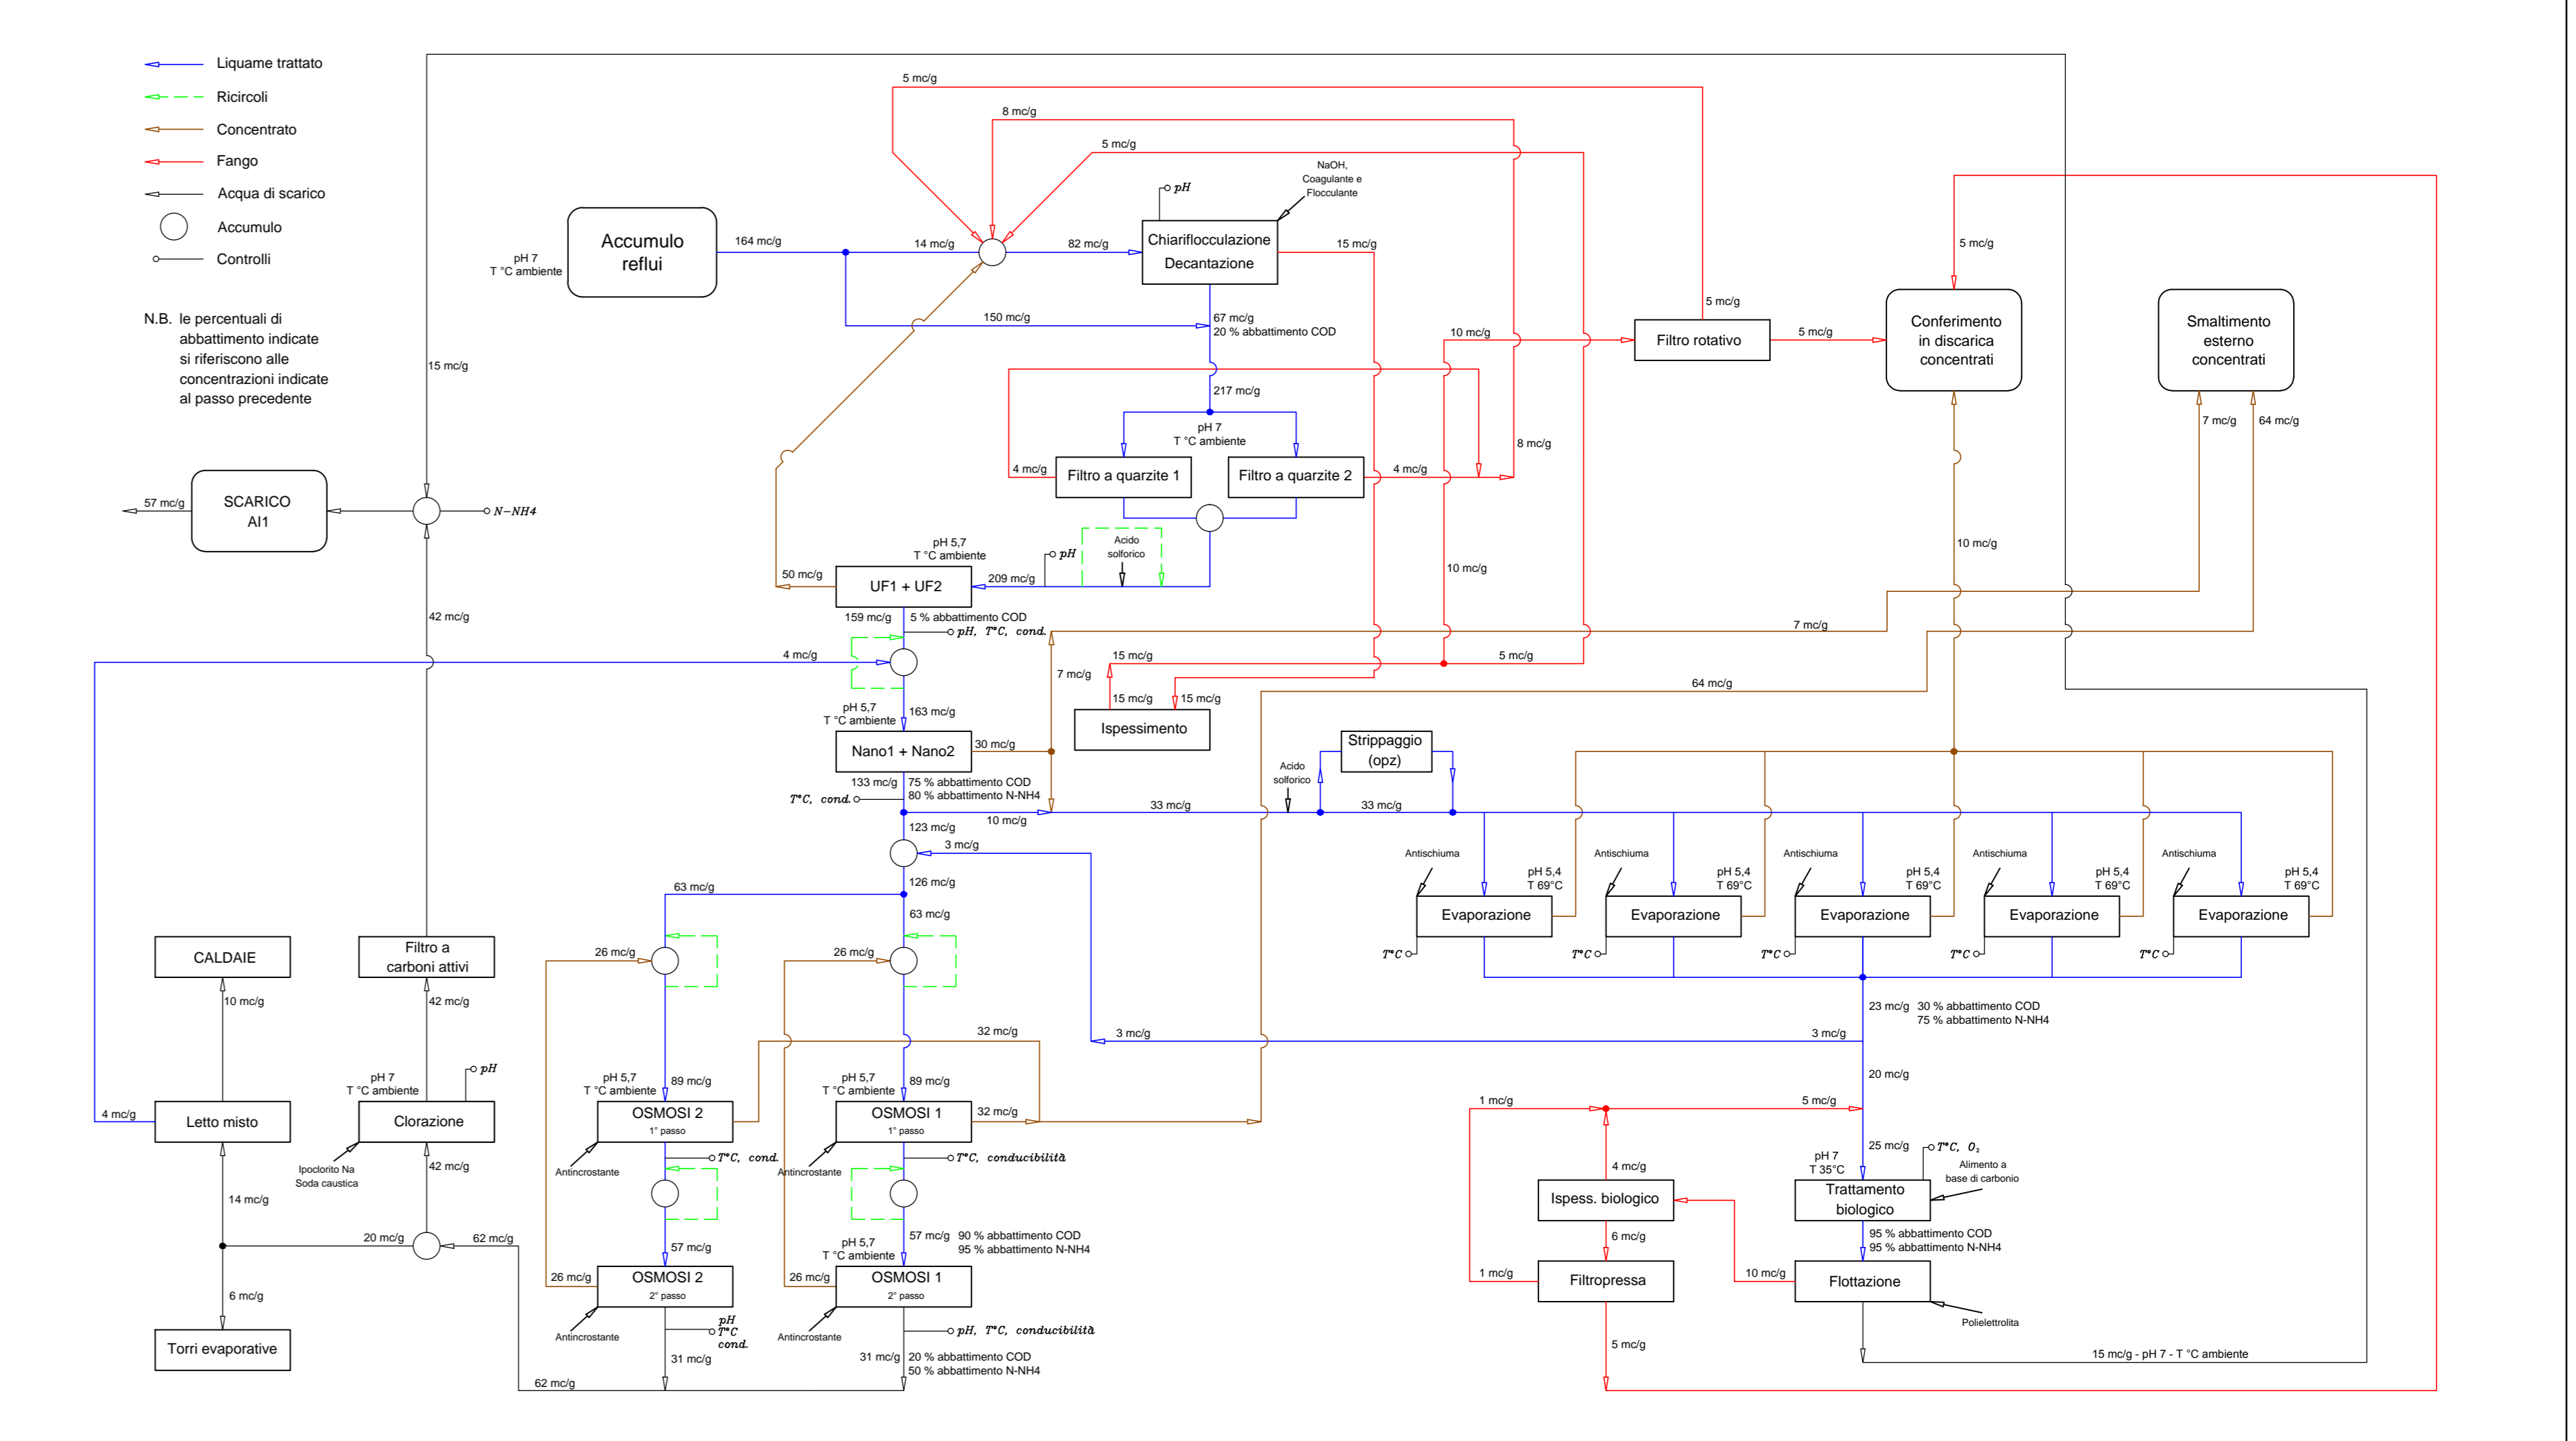 Liquame trattato
Ricircoli
Concentrato
Fango
Acqua di scarico
Accumulo
Controlli
N.B. le percentuali di
abbattimento indicate
si riferiscono alle
concentrazioni indicate
al passo precedente
5 mc/g
8 mc/g
5 mc/g
NaOH,
Coagulante e
Flocculante
pH
Accumulo
reflui
pH 7
T °C ambiente
164 mc/g
14 mc/g
82 mc/g
Chiariflocculazione
Decantazione
15 mc/g
150 mc/g
67 mc/g
20 % abbattimento COD
5 mc/g
10 mc/g
Filtro rotativo
5 mc/g
5 mc/g
Conferimento
in discarica
concentrati
Smaltimento
esterno
concentrati
15 mc/g
217 mc/g
pH 7
T °C ambiente
4 mc/g
Filtro a quarzite 1
Filtro a quarzite 2
4 mc/g
8 mc/g
7 mc/g
64 mc/g
57 mc/g
SCARICO
AI1
N-NH4
10 mc/g
pH 5,7
T °C ambiente
pH
Acido
solforico
50 mc/g
UF1 + UF2
209 mc/g
10 mc/g
42 mc/g
159 mc/g
5 % abbattimento COD
pH, T°C, cond.
7 mc/g
4 mc/g
15 mc/g
5 mc/g
7 mc/g
64 mc/g
15 mc/g
15 mc/g
pH 5,7
T °C ambiente
163 mc/g
Ispessimento
Nano1 + Nano2
30 mc/g
Strippaggio
(opz)
Acido
solforico
133 mc/g
75 % abbattimento COD
80 % abbattimento N-NH4
T°C, cond.
10 mc/g
33 mc/g
33 mc/g
123 mc/g
3 mc/g
126 mc/g
63 mc/g
63 mc/g
Antischiuma
pH 5,4
T 69°C
Antischiuma
pH 5,4
T 69°C
Antischiuma
pH 5,4
T 69°C
Antischiuma
pH 5,4
T 69°C
Antischiuma
pH 5,4
T 69°C
Evaporazione
Evaporazione
Evaporazione
Evaporazione
Evaporazione
T°C
T°C
T°C
T°C
T°C
CALDAIE
Filtro a
carboni attivi
26 mc/g
26 mc/g
10 mc/g
42 mc/g
23 mc/g
30 % abbattimento COD
75 % abbattimento N-NH4
32 mc/g
3 mc/g
3 mc/g
20 mc/g
pH 7
T °C ambiente
pH
pH 5,7
T °C ambiente
89 mc/g
pH 5,7
T °C ambiente
89 mc/g
4 mc/g
Letto misto
Clorazione
OSMOSI 2
1° passo
OSMOSI 1
1° passo
32 mc/g
1 mc/g
5 mc/g
Ipoclorito Na
Soda caustica
42 mc/g
Antincrostante
T°C, cond.
Antincrostante
T°C, conducibilità
4 mc/g
25 mc/g
T°C, O₂
pH 7
T 35°C
Alimento a
base di carbonio
14 mc/g
Ispess. biologico
Trattamento
biologico
20 mc/g
62 mc/g
57 mc/g
57 mc/g
90 % abbattimento COD
95 % abbattimento N-NH4
pH 5,7
T °C ambiente
6 mc/g
95 % abbattimento COD
95 % abbattimento N-NH4
26 mc/g
OSMOSI 2
2° passo
26 mc/g
OSMOSI 1
2° passo
1 mc/g
Filtropressa
10 mc/g
Flottazione
6 mc/g
Antincrostante
pH
T°C
cond.
Antincrostante
pH, T°C, conducibilità
Polielettrolita
Torri evaporative
31 mc/g
31 mc/g
20 % abbattimento COD
50 % abbattimento N-NH4
5 mc/g
15 mc/g - pH 7 - T °C ambiente
62 mc/g